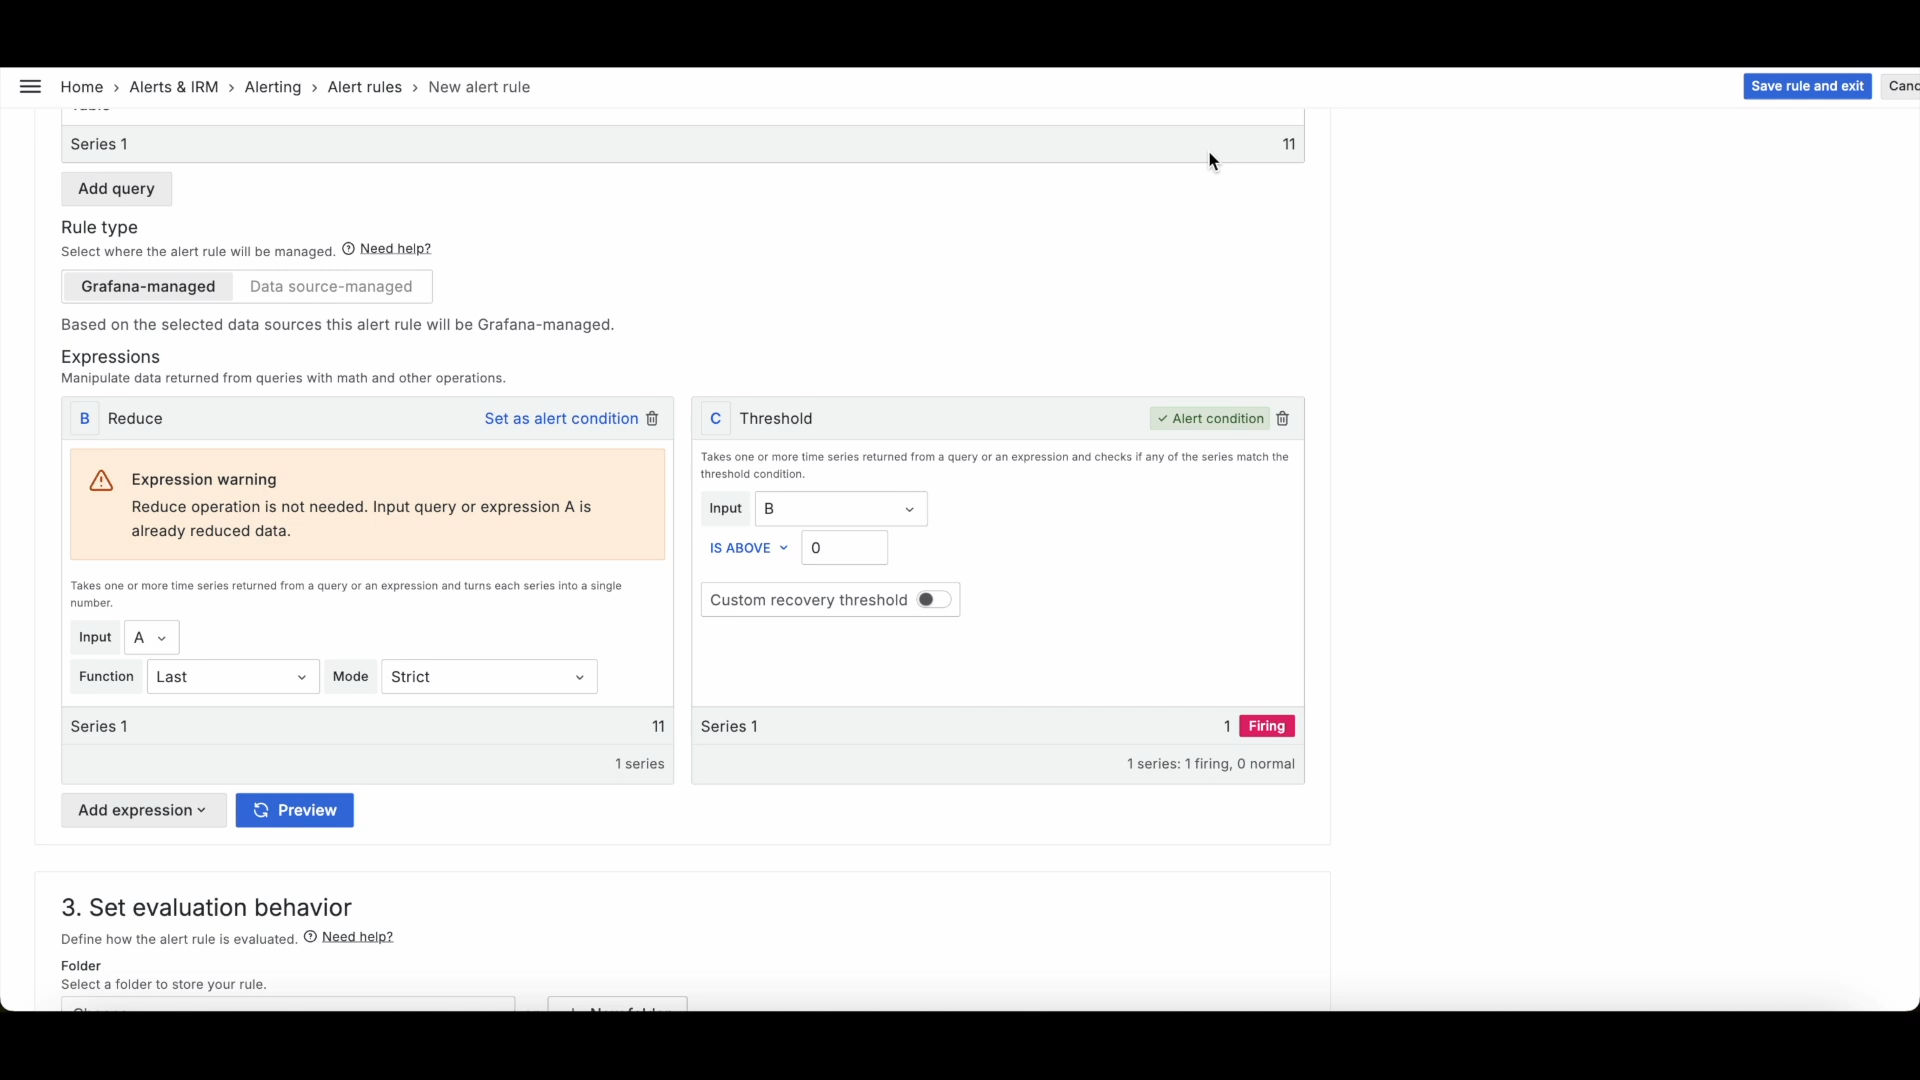 Home › Alerts & IRM › Alerting › Alert rules › New alert rule
Save rule and exit
Series 1 11
Add query
Rule type
Select where the alert rule will be managed. Need help?
Grafana-managed Data source-managed
Based on the selected data sources this alert rule will be Grafana-managed.
Expressions
Manipulate data returned from queries with math and other operations.
B Reduce Set as alert condition
Expression warning
Reduce operation is not needed. Input query or expression A is
already reduced data.
Takes one or more time series returned from a query or an expression and turns each series into a single
number.
Input A
Function Last Mode Strict
Series 1 11
1 series
C Threshold Alert condition
Takes one or more time series returned from a query or an expression and checks if any of the series match the
threshold condition.
Input B
IS ABOVE 0
Custom recovery threshold
Series 1 1 Firing
1 series: 1 firing, 0 normal
Add expression Preview
3. Set evaluation behavior
Define how the alert rule is evaluated. Need help?
Folder
Select a folder to store your rule.